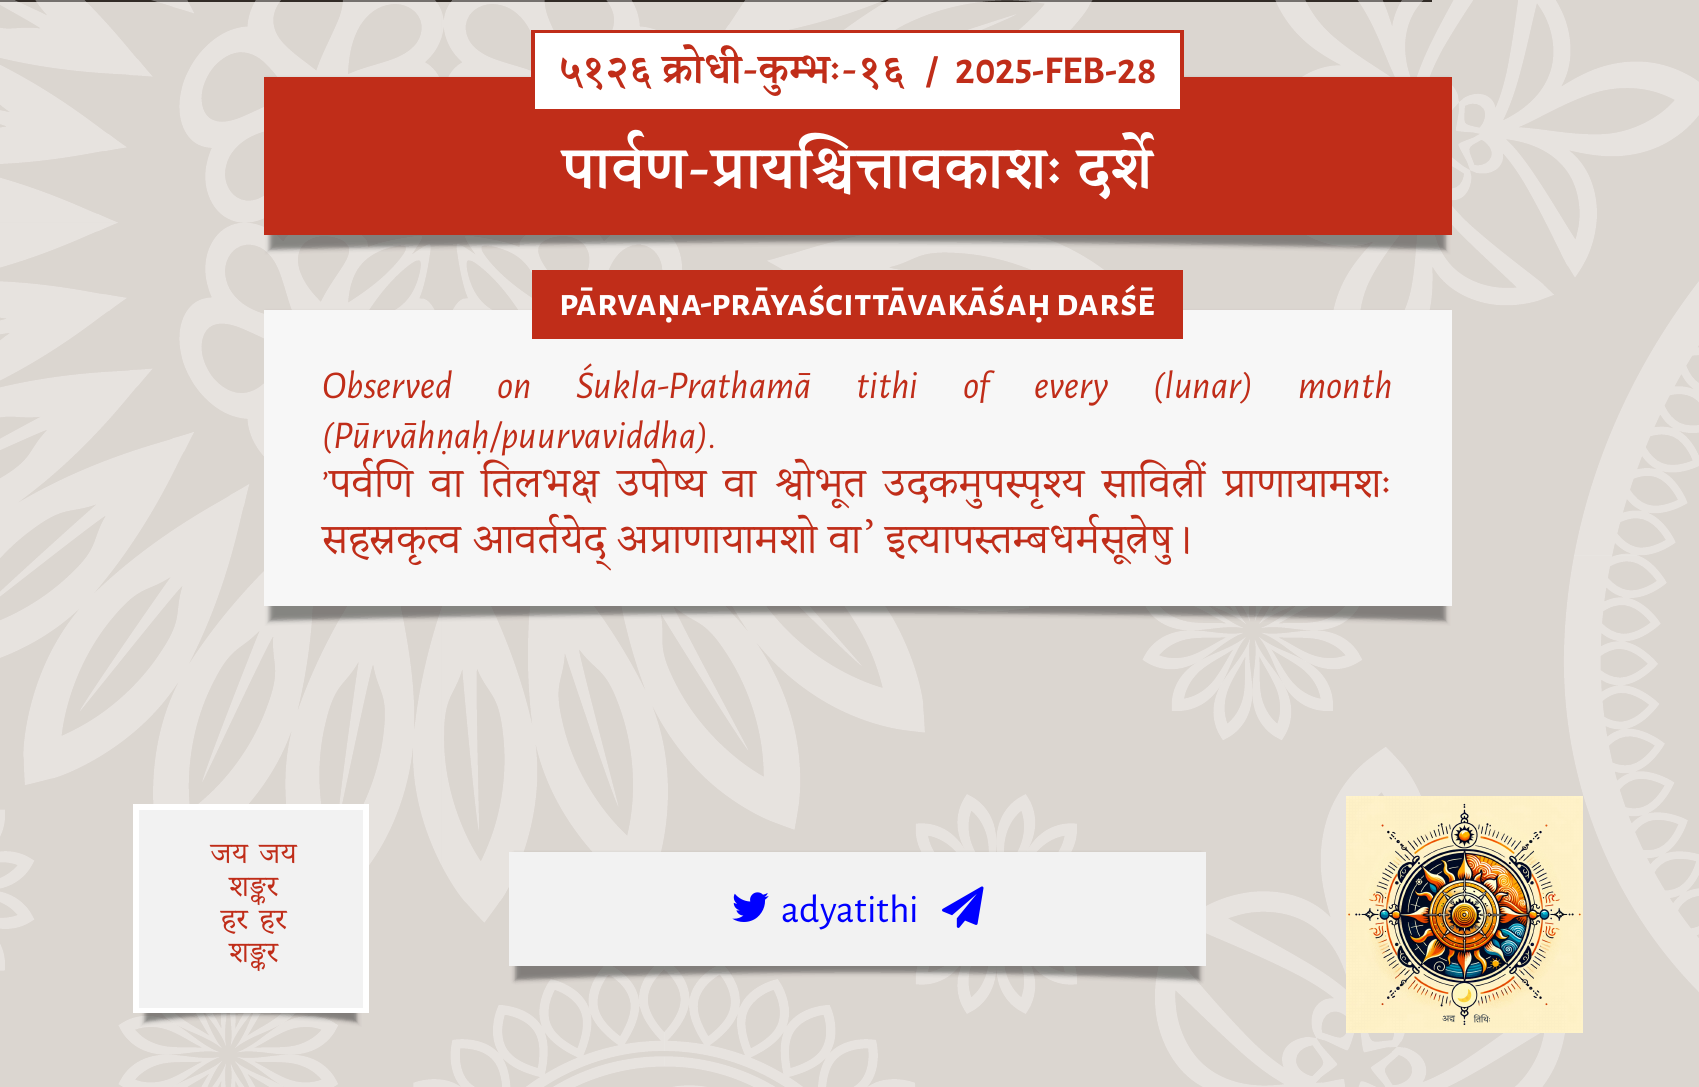 ५१२६ क्रोधी-कुम्भः-१६ / 2025-FEB-28
पार्वण-प्रायश्चित्तावकाशः दर्शे
PĀRVAṆA-PRĀYAŚCITTĀVAKĀŚAḤ DARŚĒ
Observed on Śukla-Prathamā tithi of every (lunar) month
(Pūrvāhṇaḥ/puurvaviddha).
’पर्वणि वा तिलभक्ष उपोष्य वा श्वोभूत उदकमुपस्पृश्य सावित्रीं प्राणायामशः
सहस्रकृत्व आवर्तयेद् अप्राणायामशो वा’ इत्यापस्तम्बधर्मसूत्रेषु।
जय जय
शङ्कर
हर हर
शङ्कर
adyatithi
अद्य तिथिः